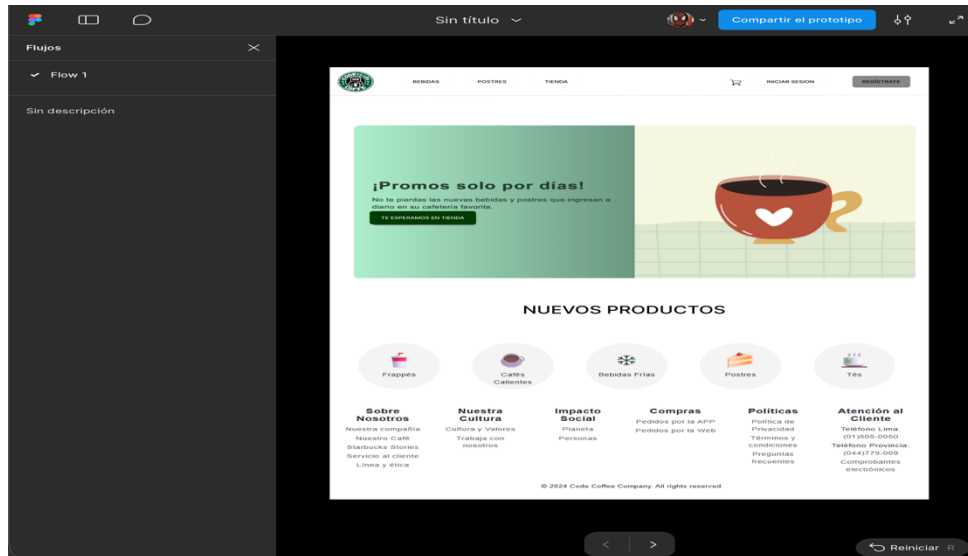 Sin título
Compartir el prototipo
Flujos
Flow 1
Sin descripción
BEBIDAS
POSTRES
TIENDA
INICIAR SESION
REGÍSTRATE
¡Promos solo por días!
No te pierdas las nuevas bebidas y postres que ingresan a
diario en su cafetería favorita.
TE ESPERAMOS EN TIENDA
NUEVOS PRODUCTOS
Frappés
Cafés
Calientes
Bebidas Frías
Postres
Tés
Sobre
Nosotros
Nuestra compañía
Nuestro Café
Starbucks Stories
Servicio al cliente
Línea y ética
Nuestra
Cultura
Cultura y Valores
Trabaja con
nosotros
Impacto
Social
Planeta
Personas
Compras
Pedidos por la APP
Pedidos por la Web
Políticas
Política de
Privacidad
Términos y
condiciones
Preguntas
frecuentes
Atención al
Cliente
Teléfono Lima:
(01)505-0050
Teléfono Provincia:
(044)779-009
Comprobantes
electrónicos
© 2024 Code Coffee Company. All rights reserved.
Reiniciar R